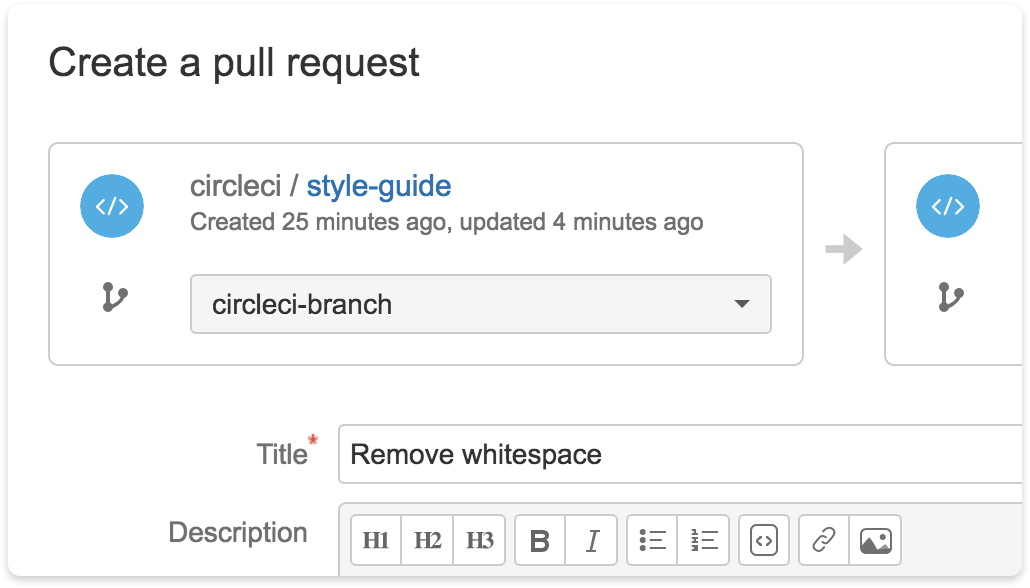 Create a pull request
circleci / style-guide
Created 25 minutes ago, updated 4 minutes ago
circleci-branch
Title*
Remove whitespace
Description
H1 H2 H3 B I